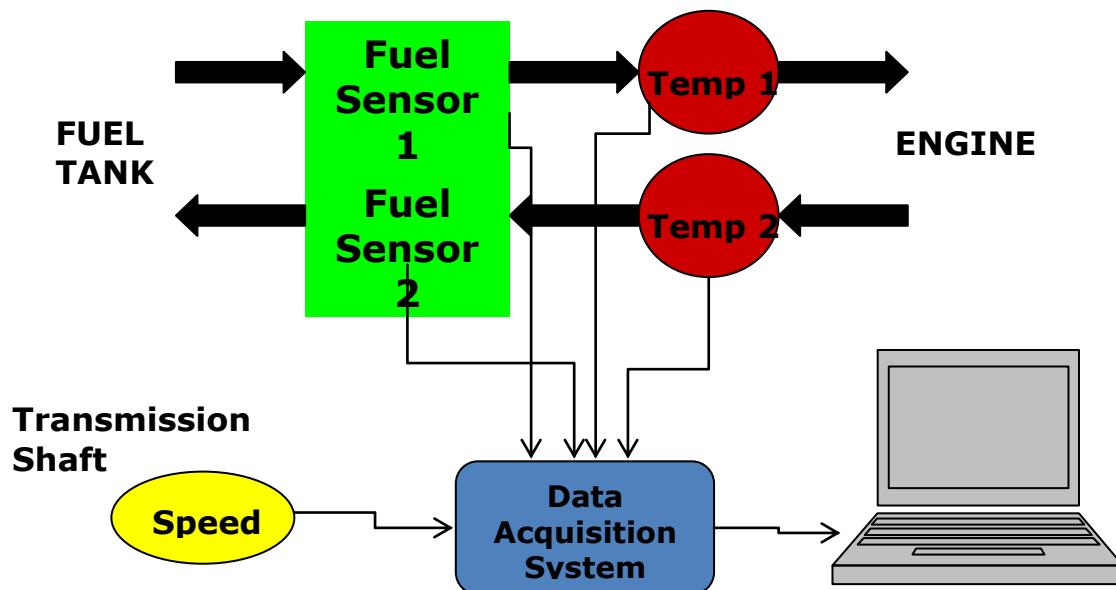 Fuel
Sensor
1
Temp 1
FUEL
TANK
ENGINE
Fuel
Sensor
2
Temp 2
Transmission
Shaft
Speed
Data
Acquisition
System